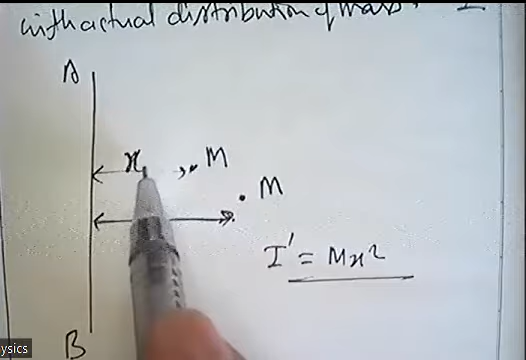 with actual distribution of mass.
A
x
M
M
I' = Mx²
B
ysics